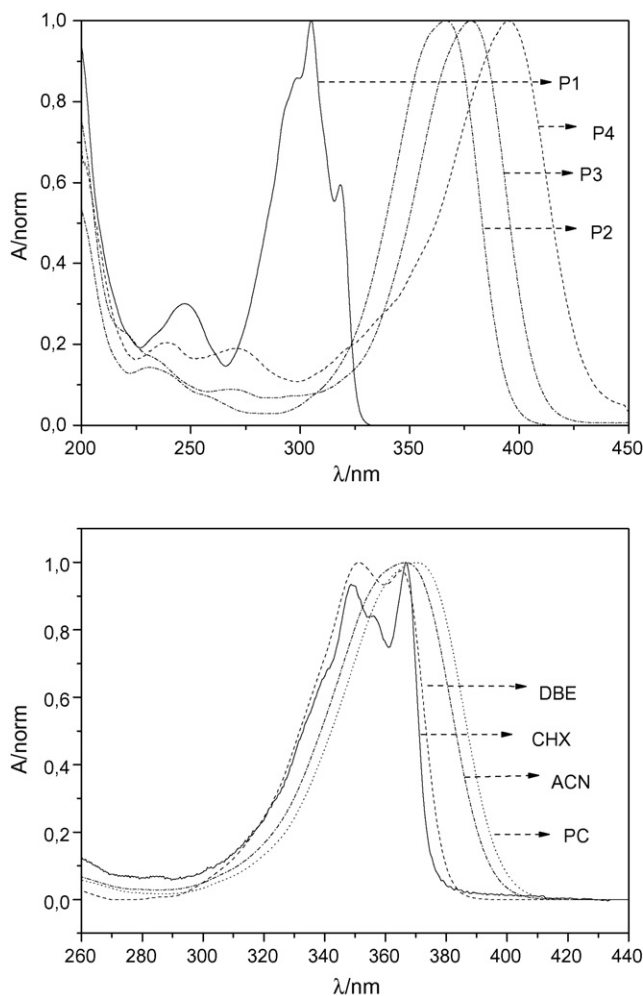 1,0
0,8
0,6
0,4
0,2
0,0
A/norm
P1
P4
P3
P2
200 250 300 350 400 450
λ/nm
1,0
0,8
0,6
0,4
0,2
0,0
A/norm
DBE
CHX
ACN
PC
260 280 300 320 340 360 380 400 420 440
λ/nm